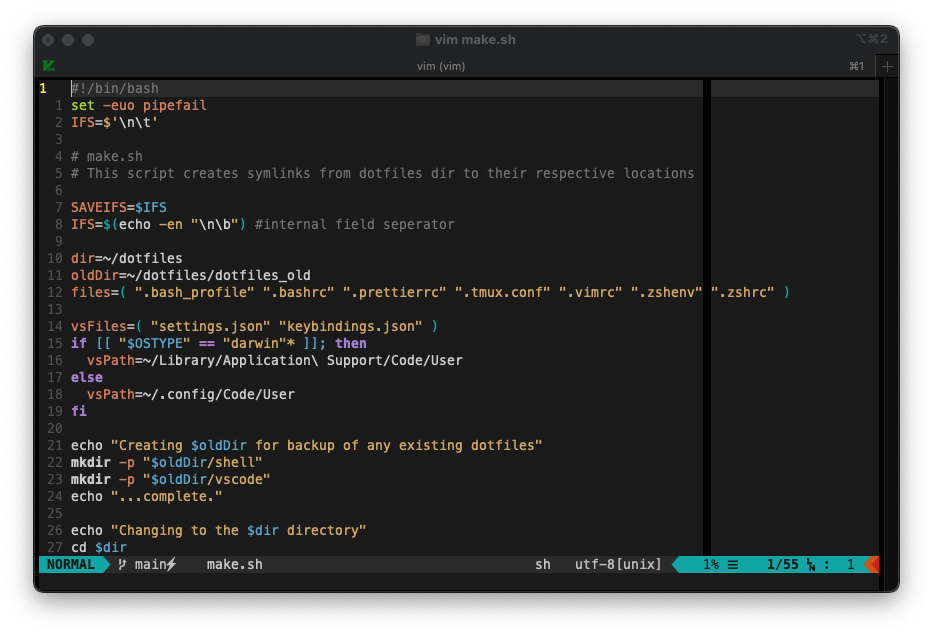 vim make.sh
⌥⌘2
vim (vim)
⌘1
1 #!/bin/bash
1 set -euo pipefail
2 IFS=$'\n\t'
3
4 # make.sh
5 # This script creates symlinks from dotfiles dir to their respective locations
6
7 SAVEIFS=$IFS
8 IFS=$(echo -en "\n\b") #internal field seperator
9
10 dir=~/dotfiles
11 oldDir=~/dotfiles/dotfiles_old
12 files=( ".bash_profile" ".bashrc" ".prettierrc" ".tmux.conf" ".vimrc" ".zshenv" ".zshrc" )
13
14 vsFiles=( "settings.json" "keybindings.json" )
15 if [[ "$OSTYPE" == "darwin"* ]]; then
16   vsPath=~/Library/Application\ Support/Code/User
17 else
18   vsPath=~/.config/Code/User
19 fi
20
21 echo "Creating $oldDir for backup of any existing dotfiles"
22 mkdir -p "$oldDir/shell"
23 mkdir -p "$oldDir/vscode"
24 echo "...complete."
25
26 echo "Changing to the $dir directory"
27 cd $dir
NORMAL main⚡ make.sh sh utf-8[unix] 1% ☰ 1/55 ㏑ : 1